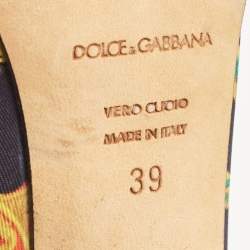 DOLCE & GABBANA
VERO CUOIO
MADE IN ITALY
39